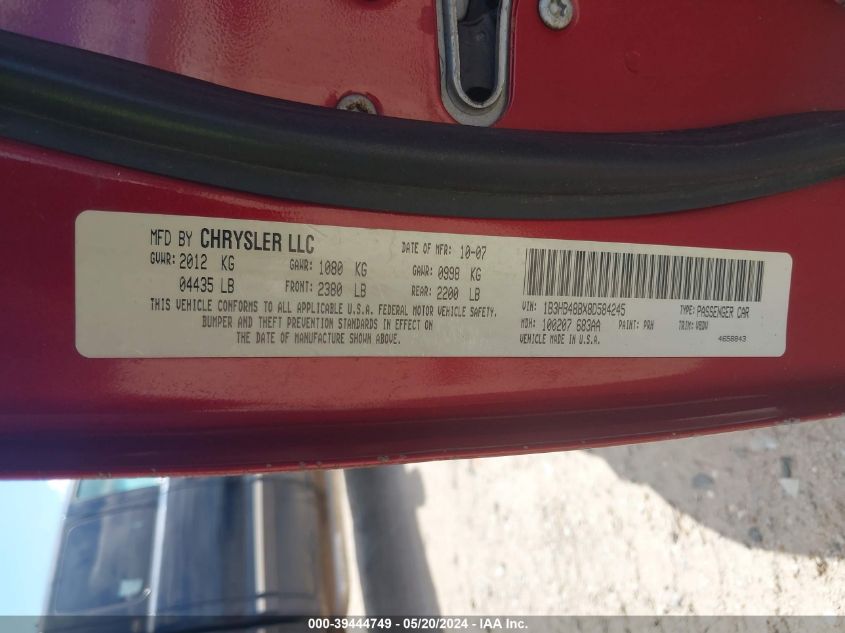 MFD BY CHRYSLER LLC
DATE OF MFR: 10-07
GVWR: 2012 KG GAWR: 1080 KG GAWR: 0998 KG
04435 LB FRONT: 2380 LB REAR: 2200 LB
THIS VEHICLE CONFORMS TO ALL APPLICABLE U.S.A. FEDERAL MOTOR VEHICLE SAFETY,
BUMPER AND THEFT PREVENTION STANDARDS IN EFFECT ON
THE DATE OF MANUFACTURE SHOWN ABOVE.
VIN: 1B3HB48BX8D584245 TYPE: PASSENGER CAR
MDH: 100207 683AA PAINT: PRH TRIM: VBDV
VEHICLE MADE IN U.S.A. 4658843
000-39444749 - 05/20/2024 - IAA Inc.